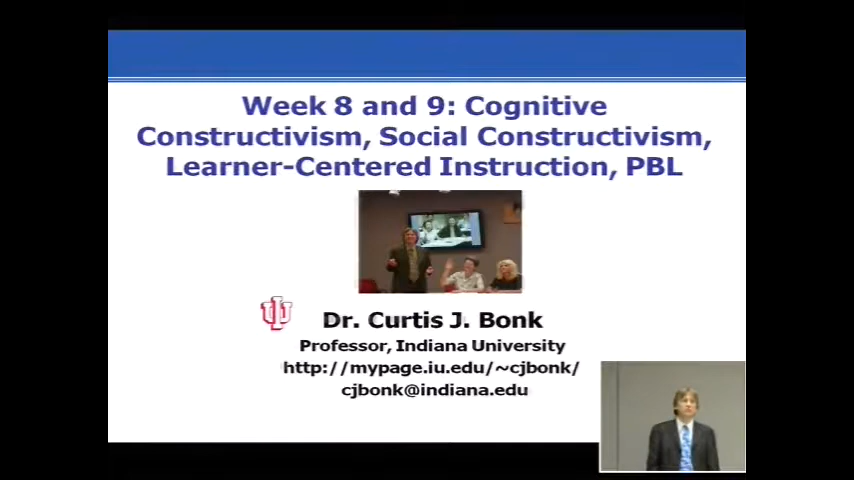 Week 8 and 9: Cognitive
Constructivism, Social Constructivism,
Learner-Centered Instruction, PBL
Dr. Curtis J. Bonk
Professor, Indiana University
http://mypage.iu.edu/~cjbonk/
cjbonk@indiana.edu